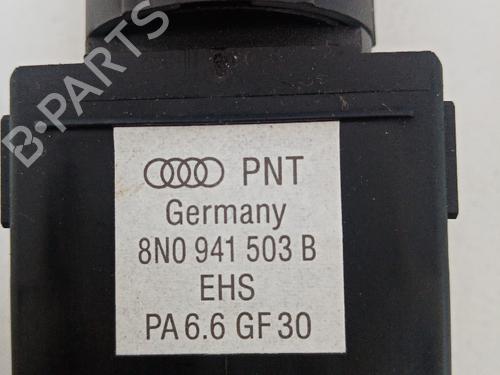 B-PARTS
PNT
Germany
8N0 941 503 B
EHS
PA 6.6 GF 30